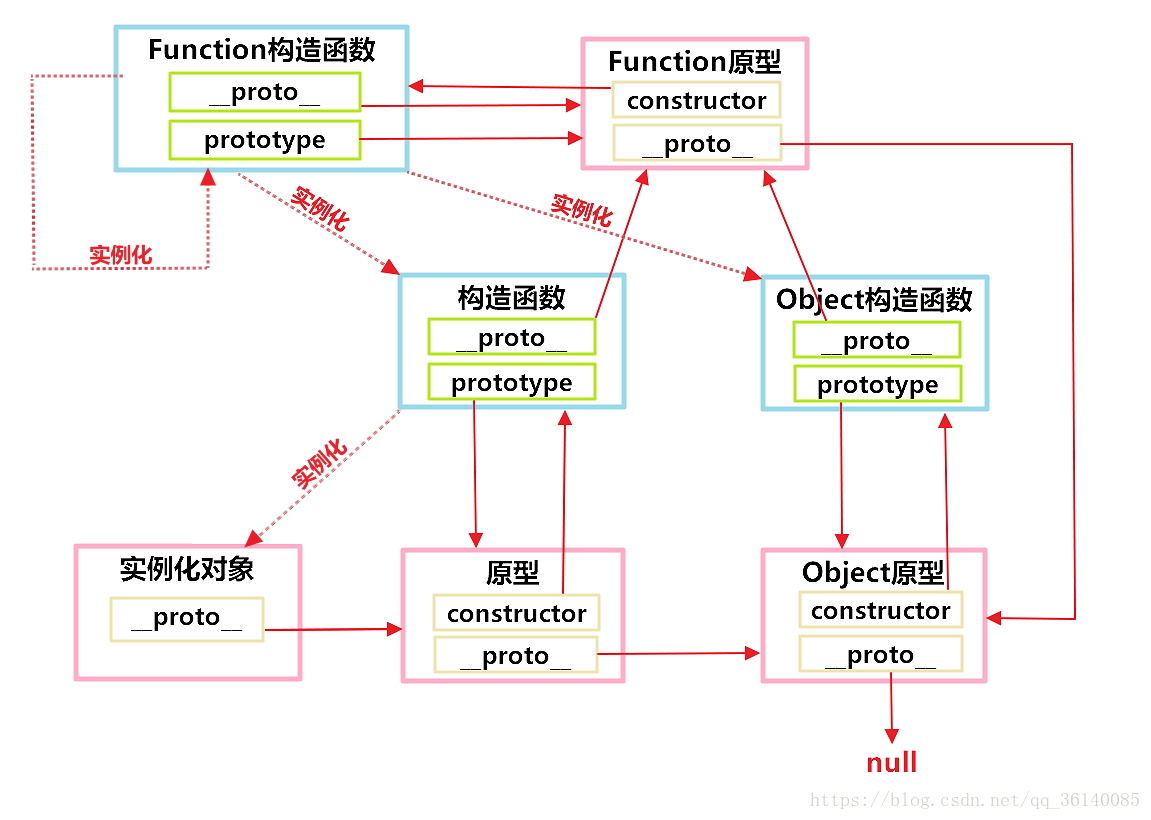 Function构造函数
__proto__
prototype
Function原型
constructor
__proto__
实例化
实例化
实例化
构造函数
__proto__
prototype
Object构造函数
__proto__
prototype
实例化
实例化对象
__proto__
原型
constructor
__proto__
Object原型
constructor
__proto__
null
https://blog.csdn.net/qq_36140085